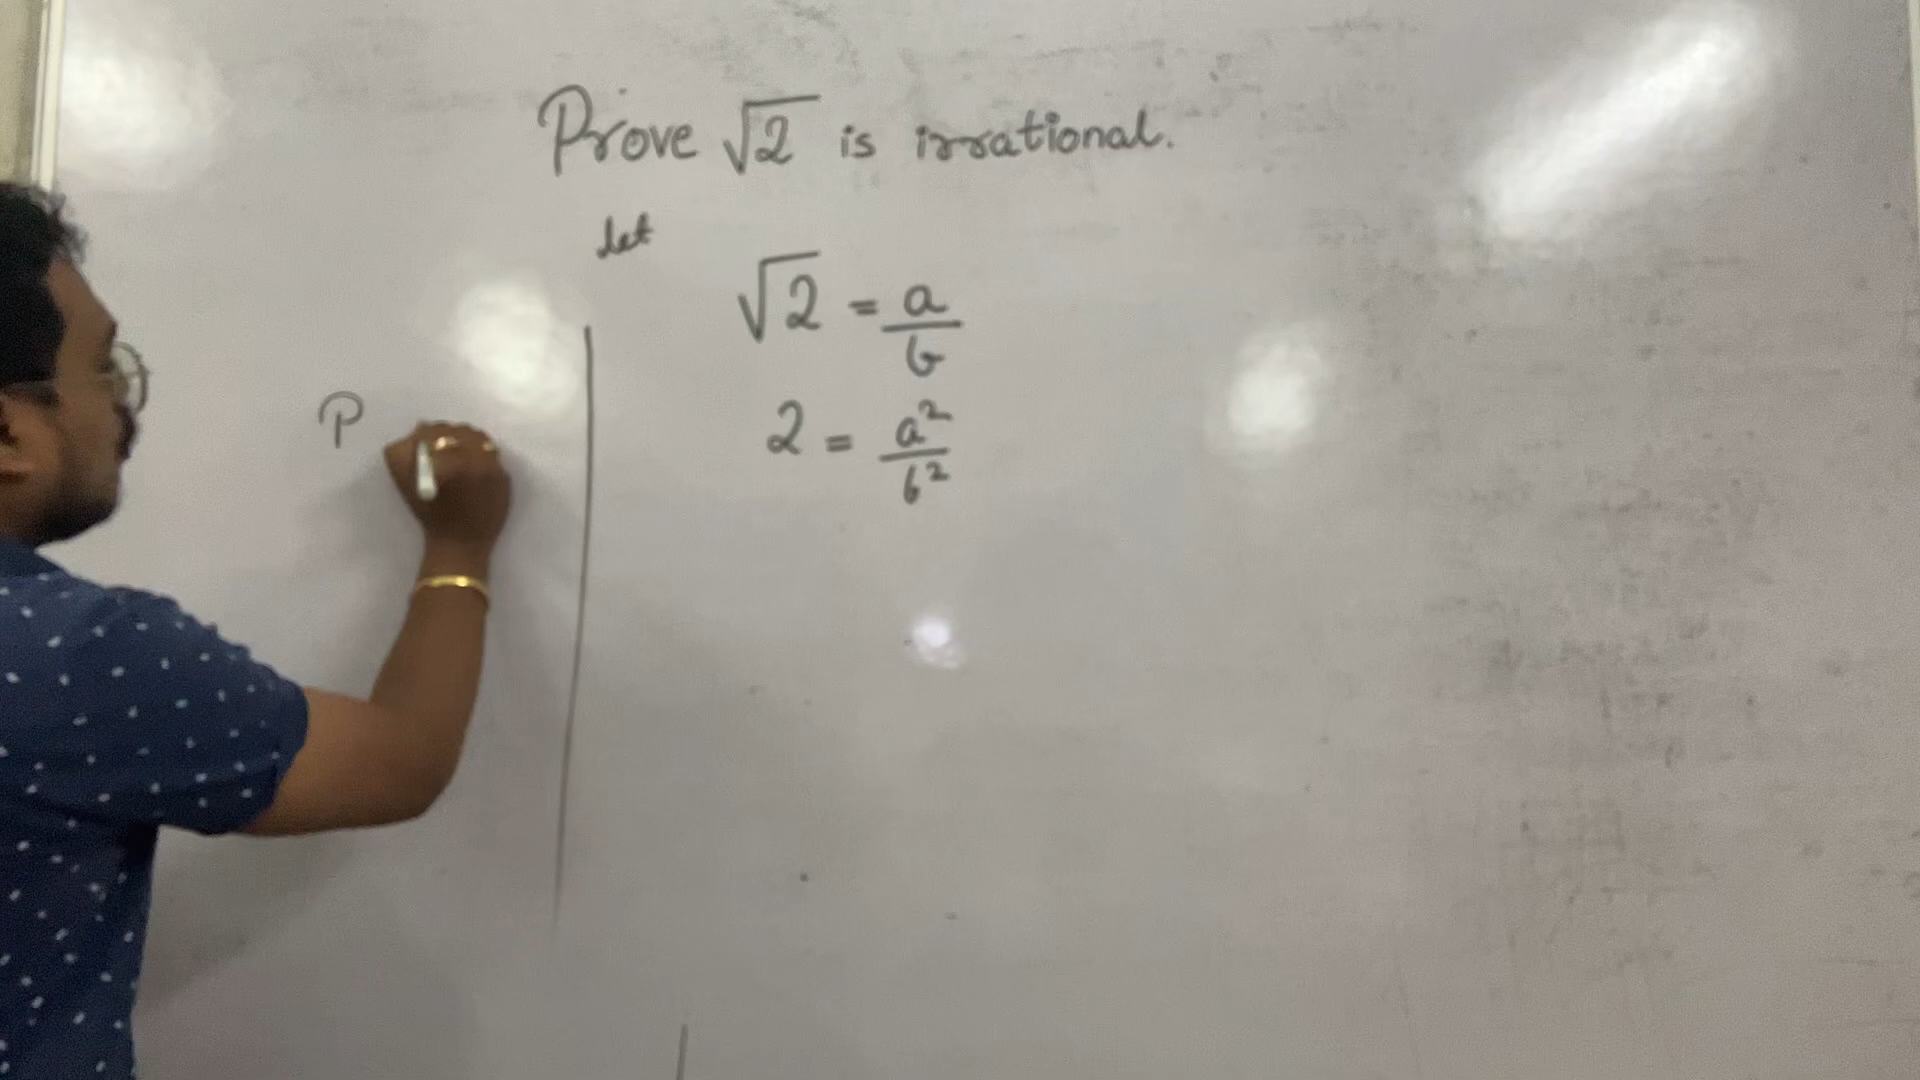 Prove √2 is irrational.
let
√2 = a/b
2 = a²/b²
P